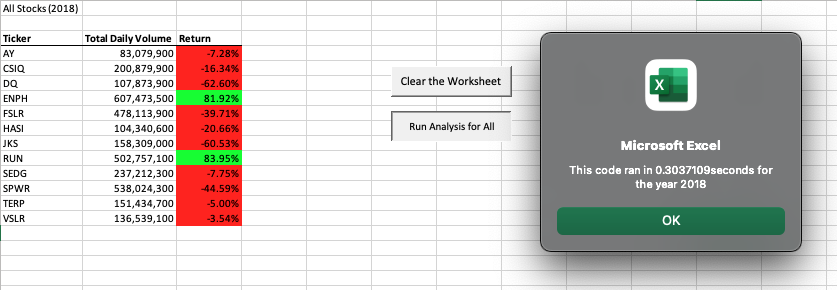 All Stocks (2018)
Ticker Total Daily Volume Return
AY 83,079,900 -7.28%
CSIQ 200,879,900 -16.34%
DQ 107,873,900 -62.60%
ENPH 607,473,500 81.92%
FSLR 478,113,900 -39.71%
HASI 104,340,600 -20.66%
JKS 158,309,000 -60.53%
RUN 502,757,100 83.95%
SEDG 237,212,300 -7.75%
SPWR 538,024,300 -44.59%
TERP 151,434,700 -5.00%
VSLR 136,539,100 -3.54%
Clear the Worksheet
Run Analysis for All
X
Microsoft Excel
This code ran in 0.3037109seconds for
the year 2018
OK